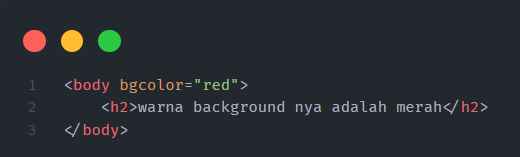 1 <body bgcolor="red">
2 <h2>warna background nya adalah merah</h2>
3 </body>